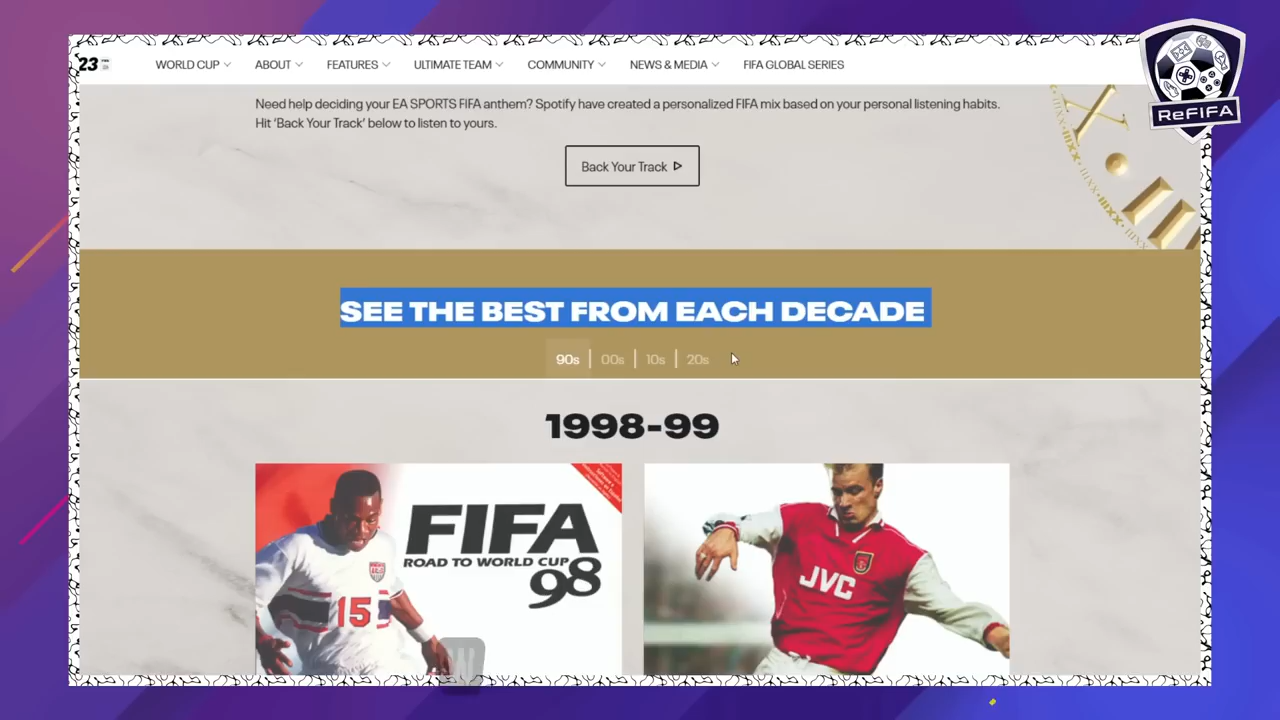 23
WORLD CUP
ABOUT
FEATURES
ULTIMATE TEAM
COMMUNITY
NEWS & MEDIA
FIFA GLOBAL SERIES
ReFIFA
Need help deciding your EA SPORTS FIFA anthem? Spotify have created a personalized FIFA mix based on your personal listening habits.
Hit ‘Back Your Track’ below to listen to yours.
Back Your Track
SEE THE BEST FROM EACH DECADE
90s | 00s | 10s | 20s
1998-99
FIFA
ROAD TO WORLD CUP
98
15
JVC
W